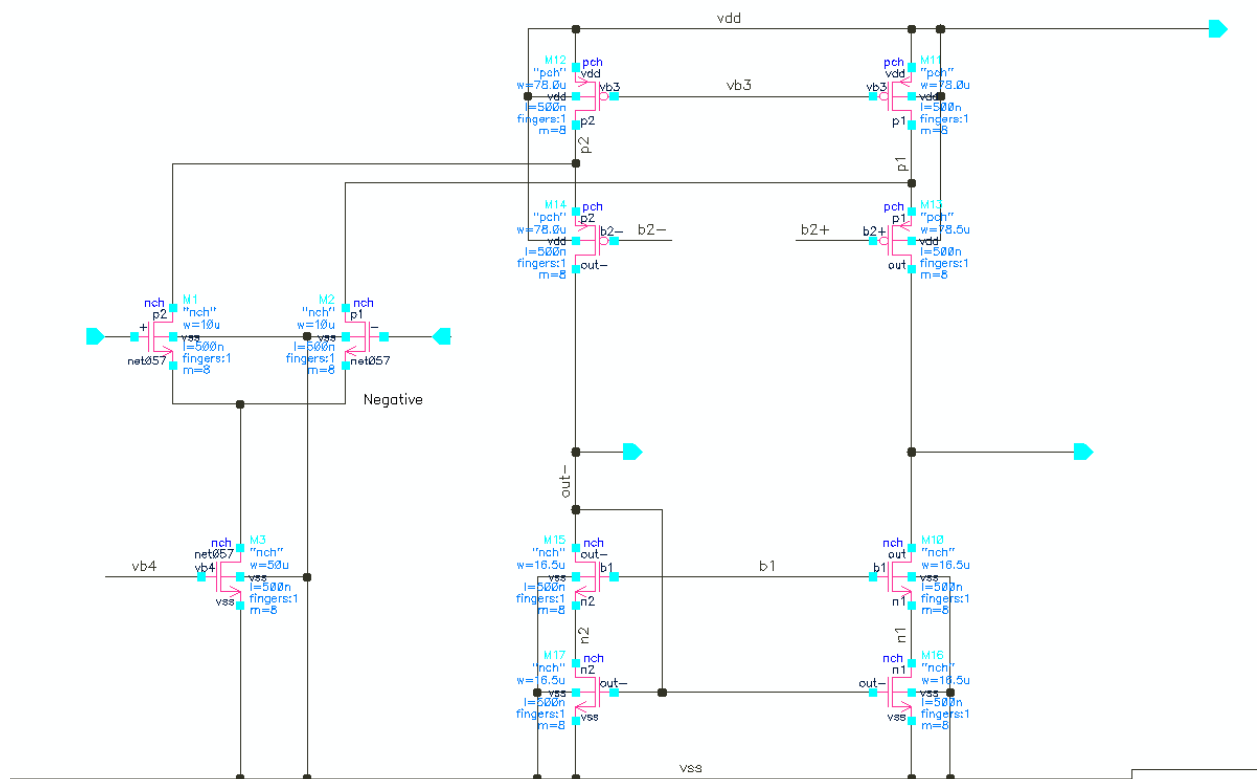 vdd
M12
pch
vdd
"pch"
w=78.0u
vb3
vdd
l=500n
fingers:1
m=8
p2
p2
vb3
M11
pch
vdd
"pch"
w=78.0u
vb3
vdd
l=500n
fingers:1
p1
m=8
p1
M14
pch
p2
"pch"
w=78.0u
b2-
vdd
l=500n
fingers:1
out-
m=8
b2-
b2+
M13
pch
p1
"pch"
w=78.5u
b2+
vdd
l=500n
fingers:1
out
m=8
M1
nch
p2
"nch"
w=10u
+
vss
l=500n
fingers:1
net057
m=8
M2
nch
p1
"nch"
w=10u
-
vss
l=500n
fingers:1
net057
m=8
Negative
out-
M3
nch
net057
"nch"
w=50u
vb4
vb4
vss
l=500n
fingers:1
vss
m=8
M15
nch
out-
"nch"
w=16.5u
b1
vss
l=500n
fingers:1
n2
m=8
b1
M10
nch
out
"nch"
w=16.5u
b1
vss
l=500n
fingers:1
n1
m=8
n2
n1
M17
nch
n2
"nch"
w=16.5u
out-
vss
l=500n
fingers:1
vss
m=8
M16
nch
n1
"nch"
w=16.5u
out-
vss
l=500n
fingers:1
vss
m=8
vss